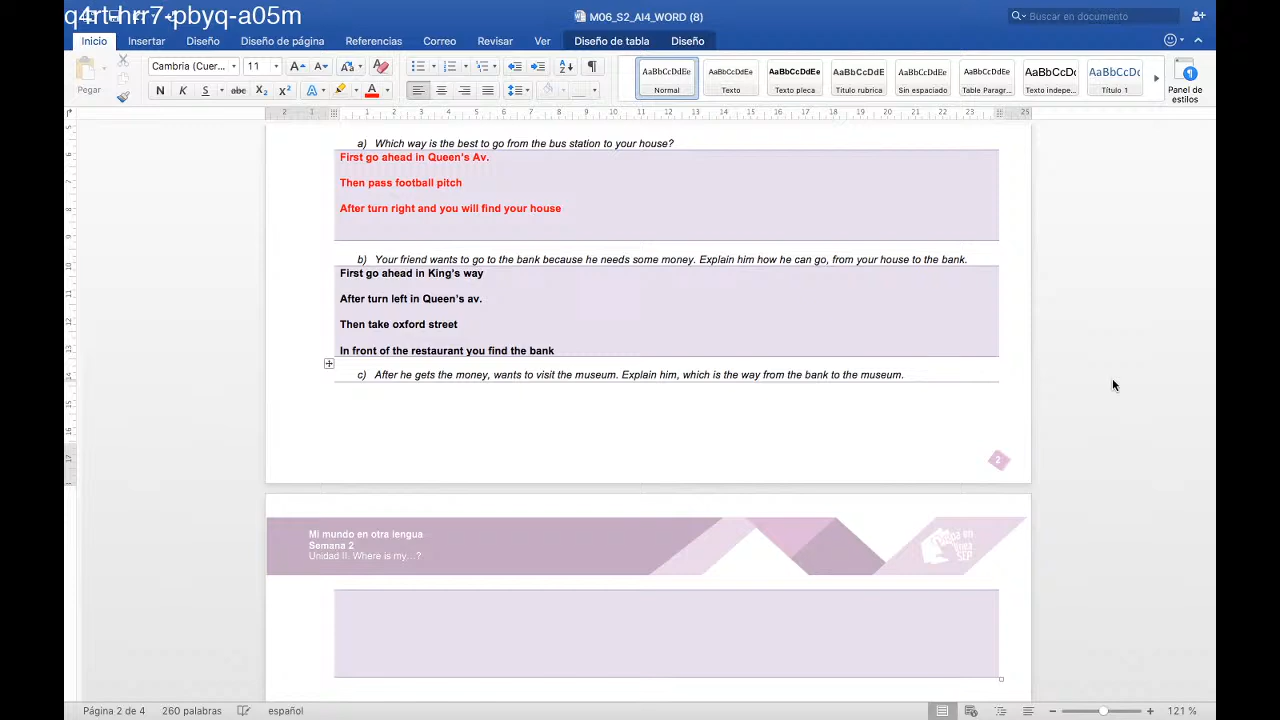 q4rt-hrr7-pbyq-a05m
M06_S2_AI4_WORD (8)
Buscar en documento
Inicio Insertar Diseño Diseño de página Referencias Correo Revisar Ver Diseño de tabla Diseño
Pegar
Cambria (Cuer... 11
N K S abc X₂ X²
AaBbCcDdEe AaBbCcDdEe AaBbCcDdEe AaBbCcDdE AaBbCcDdEe AaBbCcDdEe AaBbCcDc AaBbCcDc
Normal Texto Texto pleca Titulo rubrica Sin espaciado Table Paragr... Texto indepe... Título 1
Panel de estilos
a) Which way is the best to go from the bus station to your house?
First go ahead in Queen's Av.
Then pass football pitch
After turn right and you will find your house
b) Your friend wants to go to the bank because he needs some money. Explain him how he can go, from your house to the bank.
First go ahead in King's way
After turn left in Queen's av.
Then take oxford street
In front of the restaurant you find the bank
c) After he gets the money, wants to visit the museum. Explain him, which is the way from the bank to the museum.
2
Mi mundo en otra lengua
Semana 2
Unidad II. Where is my…?
Página 2 de 4 260 palabras español 121 %